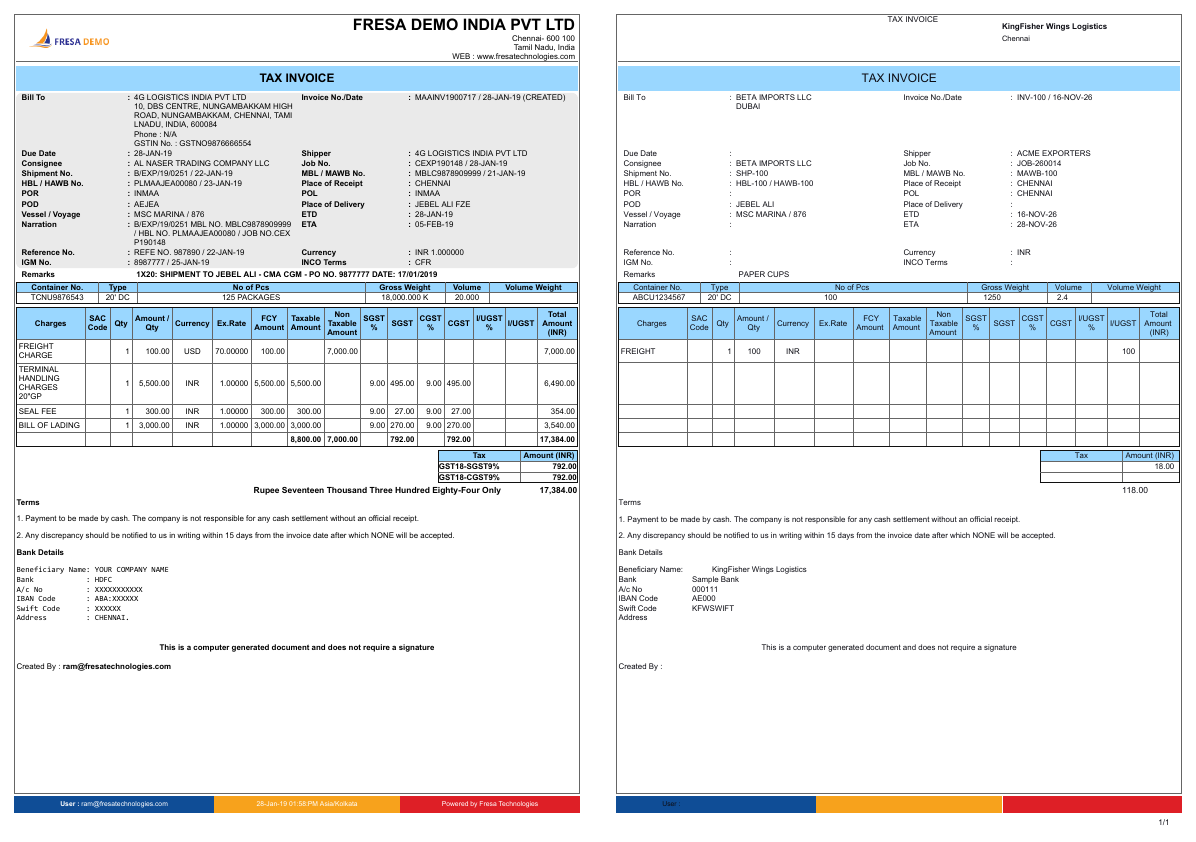 FRESA DEMO
FRESA DEMO INDIA PVT LTD
Chennai- 600 100
Tamil Nadu, India
WEB : www.fresatechnologies.com
TAX INVOICE
Bill To : 4G LOGISTICS INDIA PVT LTD Invoice No./Date : MAAINV1900717 / 28-JAN-19 (CREATED)
10, DBS CENTRE, NUNGAMBAKKAM HIGH
ROAD, NUNGAMBAKKAM, CHENNAI, TAMI
LNADU, INDIA, 600084
Phone : N/A
GSTIN No. : GSTNO9876666554
Due Date : 28-JAN-19 Shipper : 4G LOGISTICS INDIA PVT LTD
Consignee : AL NASER TRADING COMPANY LLC Job No. : CEXP190148 / 28-JAN-19
Shipment No. : B/EXP/19/0251 / 22-JAN-19 MBL / MAWB No. : MBLC9878909999 / 21-JAN-19
HBL / HAWB No. : PLMAAJEA00080 / 23-JAN-19 Place of Receipt : CHENNAI
POR : INMAA POL : INMAA
POD : AEJEA Place of Delivery : JEBEL ALI FZE
Vessel / Voyage : MSC MARINA / 876 ETD : 28-JAN-19
Narration : B/EXP/19/0251 MBL NO. MBLC9878909999 ETA : 05-FEB-19
/ HBL NO. PLMAAJEA00080 / JOB NO.CEX
P190148
Reference No. : REFE NO. 987890 / 22-JAN-19 Currency : INR 1.000000
IGM No. : 8987777 / 25-JAN-19 INCO Terms : CFR
Remarks 1X20: SHIPMENT TO JEBEL ALI - CMA CGM - PO NO. 9877777 DATE: 17/01/2019
Container No. Type No of Pcs Gross Weight Volume Volume Weight
TCNU9876543 20' DC 125 PACKAGES 18,000.000 K 20.000
Charges SAC Code Qty Amount / Qty Currency Ex.Rate FCY Amount Taxable Amount Non Taxable Amount SGST % SGST CGST % CGST I/UGST % I/UGST Total Amount (INR)
FREIGHT CHARGE 1 100.00 USD 70.00000 100.00 7,000.00 7,000.00
TERMINAL HANDLING CHARGES 20"GP 1 5,500.00 INR 1.00000 5,500.00 5,500.00 9.00 495.00 9.00 495.00 6,490.00
SEAL FEE 1 300.00 INR 1.00000 300.00 300.00 9.00 27.00 9.00 27.00 354.00
BILL OF LADING 1 3,000.00 INR 1.00000 3,000.00 3,000.00 9.00 270.00 9.00 270.00 3,540.00
8,800.00 7,000.00 792.00 792.00 17,384.00
Tax Amount (INR)
GST18-SGST9% 792.00
GST18-CGST9% 792.00
Rupee Seventeen Thousand Three Hundred Eighty-Four Only 17,384.00
Terms
1. Payment to be made by cash. The company is not responsible for any cash settlement without an official receipt.
2. Any discrepancy should be notified to us in writing within 15 days from the invoice date after which NONE will be accepted.
Bank Details
Beneficiary Name: YOUR COMPANY NAME
Bank : HDFC
A/c No : XXXXXXXXXXX
IBAN Code : ABA:XXXXXX
Swift Code : XXXXXX
Address : CHENNAI.
This is a computer generated document and does not require a signature
Created By : ram@fresatechnologies.com
User : ram@fresatechnologies.com 28-Jan-19 01:58:PM Asia/Kolkata Powered by Fresa Technologies
TAX INVOICE
KingFisher Wings Logistics
Chennai
TAX INVOICE
Bill To : BETA IMPORTS LLC Invoice No./Date : INV-100 / 16-NOV-26
DUBAI
Due Date : Shipper : ACME EXPORTERS
Consignee : BETA IMPORTS LLC Job No. : JOB-260014
Shipment No. : SHP-100 MBL / MAWB No. : MAWB-100
HBL / HAWB No. : HBL-100 / HAWB-100 Place of Receipt : CHENNAI
POR : POL : CHENNAI
POD : JEBEL ALI Place of Delivery :
Vessel / Voyage : MSC MARINA / 876 ETD : 16-NOV-26
Narration : ETA : 28-NOV-26
Reference No. : Currency : INR
IGM No. : INCO Terms :
Remarks PAPER CUPS
Container No. Type No of Pcs Gross Weight Volume Volume Weight
ABCU1234567 20' DC 100 1250 2.4
Charges SAC Code Qty Amount / Qty Currency Ex.Rate FCY Amount Taxable Amount Non Taxable Amount SGST % SGST CGST % CGST I/UGST % I/UGST Total Amount (INR)
FREIGHT 1 100 INR 100
Tax Amount (INR)
18.00
118.00
Terms
1. Payment to be made by cash. The company is not responsible for any cash settlement without an official receipt.
2. Any discrepancy should be notified to us in writing within 15 days from the invoice date after which NONE will be accepted.
Bank Details
Beneficiary Name: KingFisher Wings Logistics
Bank Sample Bank
A/c No 000111
IBAN Code AE000
Swift Code KFWSWIFT
Address
This is a computer generated document and does not require a signature
Created By :
User :
1/1